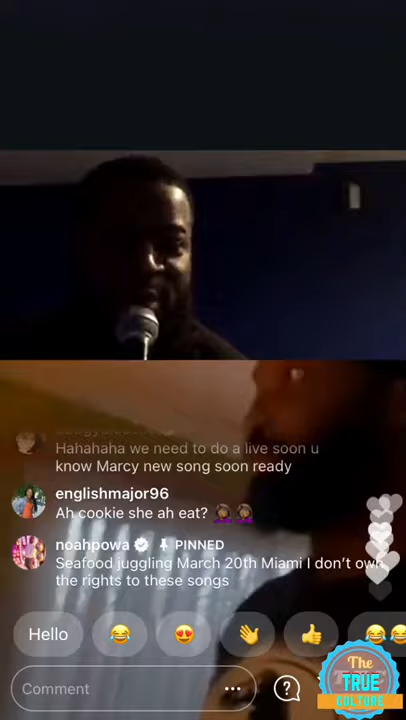 Hahahaha we need to do a live soon u
know Marcy new song soon ready
englishmajor96
Ah cookie she ah eat? 🤦🏾‍♀️🤦🏾‍♀️
noahpowa PINNED
Seafood juggling March 20th Miami I don't own
the rights to these songs
Hello
Comment
The
TRUE
CULTURE